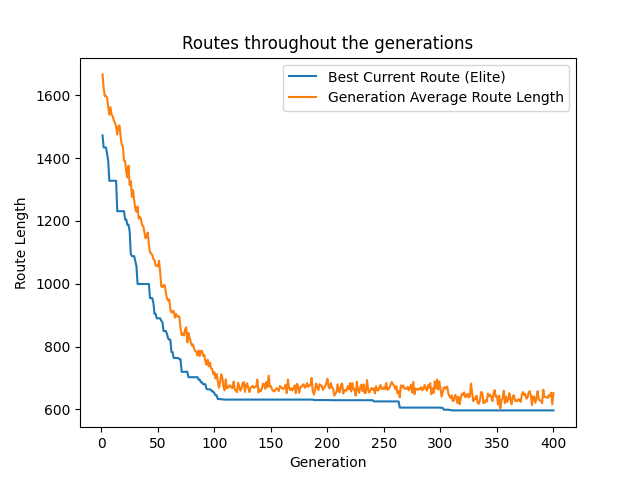 Routes throughout the generations
Best Current Route (Elite)
Generation Average Route Length
Route Length
1600
1400
1200
1000
800
600
0 50 100 150 200 250 300 350 400
Generation